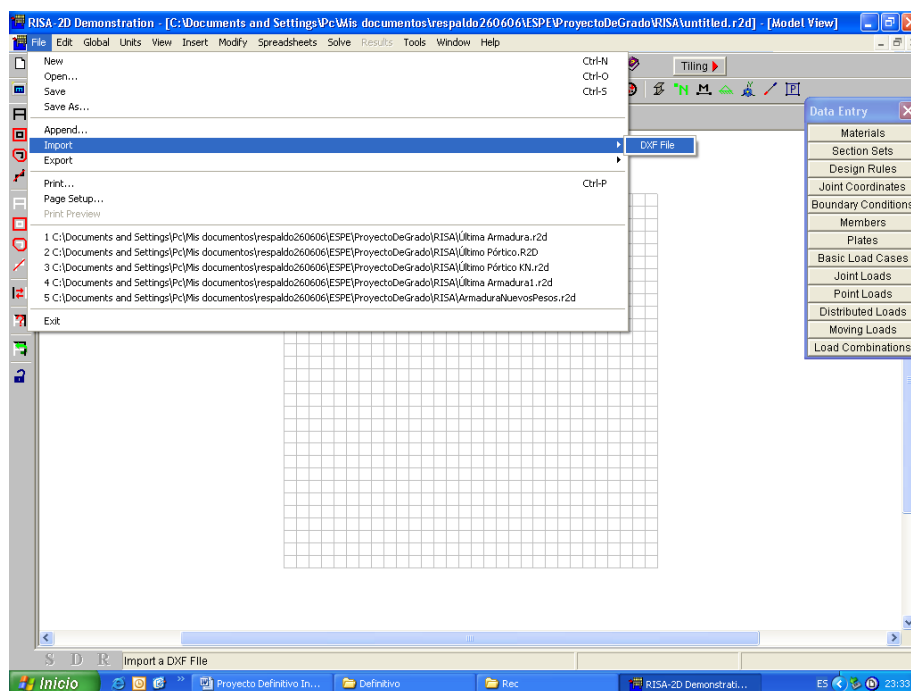 RISA-2D Demonstration - [C:\Documents and Settings\Pc\Mis documentos\respaldo260606\ESPE\ProyectoDeGrado\RISA\untitled.r2d] - [Model View]
File Edit Global Units View Insert Modify Spreadsheets Solve Results Tools Window Help
New Ctrl-N
Open... Ctrl-O
Save Ctrl-S
Save As...
Append...
Import
DXF File
Export
Print... Ctrl-P
Page Setup...
Print Preview
1 C:\Documents and Settings\Pc\Mis documentos\respaldo260606\ESPE\ProyectoDeGrado\RISA\Última Armadura.r2d
2 C:\Documents and Settings\Pc\Mis documentos\respaldo260606\ESPE\ProyectoDeGrado\RISA\Último Pórtico.R2D
3 C:\Documents and Settings\Pc\Mis documentos\respaldo260606\ESPE\ProyectoDeGrado\RISA\Último Pórtico KN.r2d
4 C:\Documents and Settings\Pc\Mis documentos\respaldo260606\ESPE\ProyectoDeGrado\RISA\Última Armadura1.r2d
5 C:\Documents and Settings\Pc\Mis documentos\respaldo260606\ESPE\ProyectoDeGrado\RISA\ArmaduraNuevosPesos.r2d
Exit
Tiling
N M P
Data Entry
Materials
Section Sets
Design Rules
Joint Coordinates
Boundary Conditions
Members
Plates
Basic Load Cases
Joint Loads
Point Loads
Distributed Loads
Moving Loads
Load Combinations
S D R Import a DXF FIle
Inicio
Proyecto Definitivo In...
Definitivo
Rec
RISA-2D Demonstrati...
ES
23:33